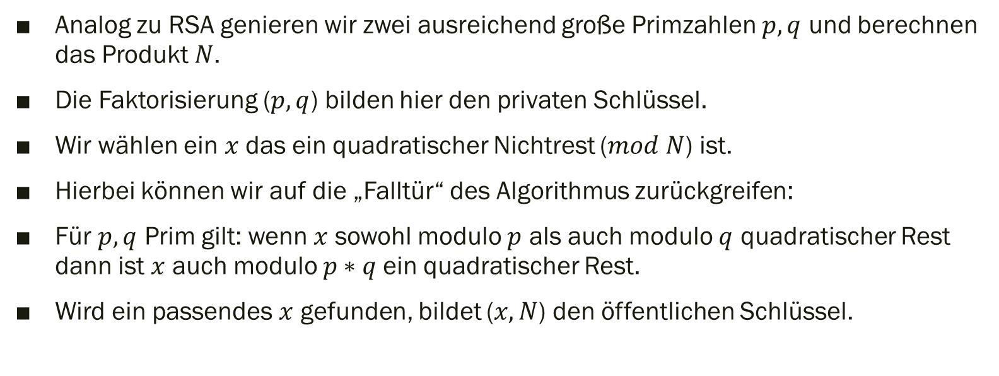 ■ Analog zu RSA genieren wir zwei ausreichend große Primzahlen p, q und berechnen
das Produkt N.
■ Die Faktorisierung (p, q) bilden hier den privaten Schlüssel.
■ Wir wählen ein x das ein quadratischer Nichtrest (mod N) ist.
■ Hierbei können wir auf die „Falltür“ des Algorithmus zurückgreifen:
■ Für p, q Prim gilt: wenn x sowohl modulo p als auch modulo q quadratischer Rest
dann ist x auch modulo p ∗ q ein quadratischer Rest.
■ Wird ein passendes x gefunden, bildet (x, N) den öffentlichen Schlüssel.